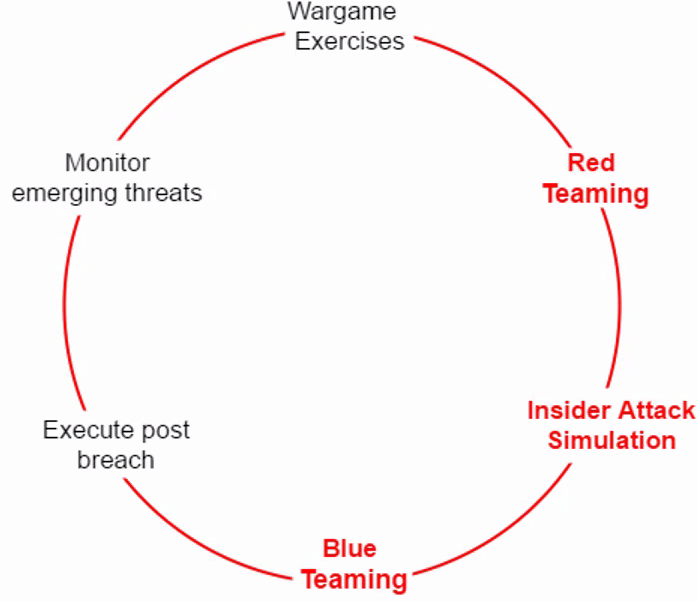 Wargame
Exercises
Red
Teaming
Insider Attack
Simulation
Blue
Teaming
Execute post
breach
Monitor
emerging threats